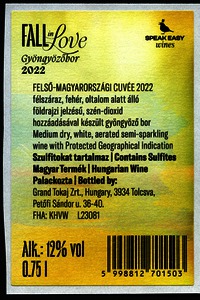 FALL in Love
Gyöngyözőbor
2022
SPEAK EASY
wines
FELSŐ-MAGYARORSZÁGI CUVÉE 2022
félszáraz, fehér, oltalom alatt álló
földrajzi jelzésű, szén-dioxid
hozzáadásával készült gyöngyöző bor
Medium dry, white, aerated semi-sparkling
wine with Protected Geographical Indication
Szulfitokat tartalmaz | Contains Sulfites
Magyar Termék | Hungarian Wine
Palackozta | Bottled by:
Grand Tokaj Zrt., Hungary, 3934 Tolcsva,
Petőfi Sándor u. 36-40.
FHA: KHVW L23081
Alk.: 12% vol
0.75 l
5 998812 701503